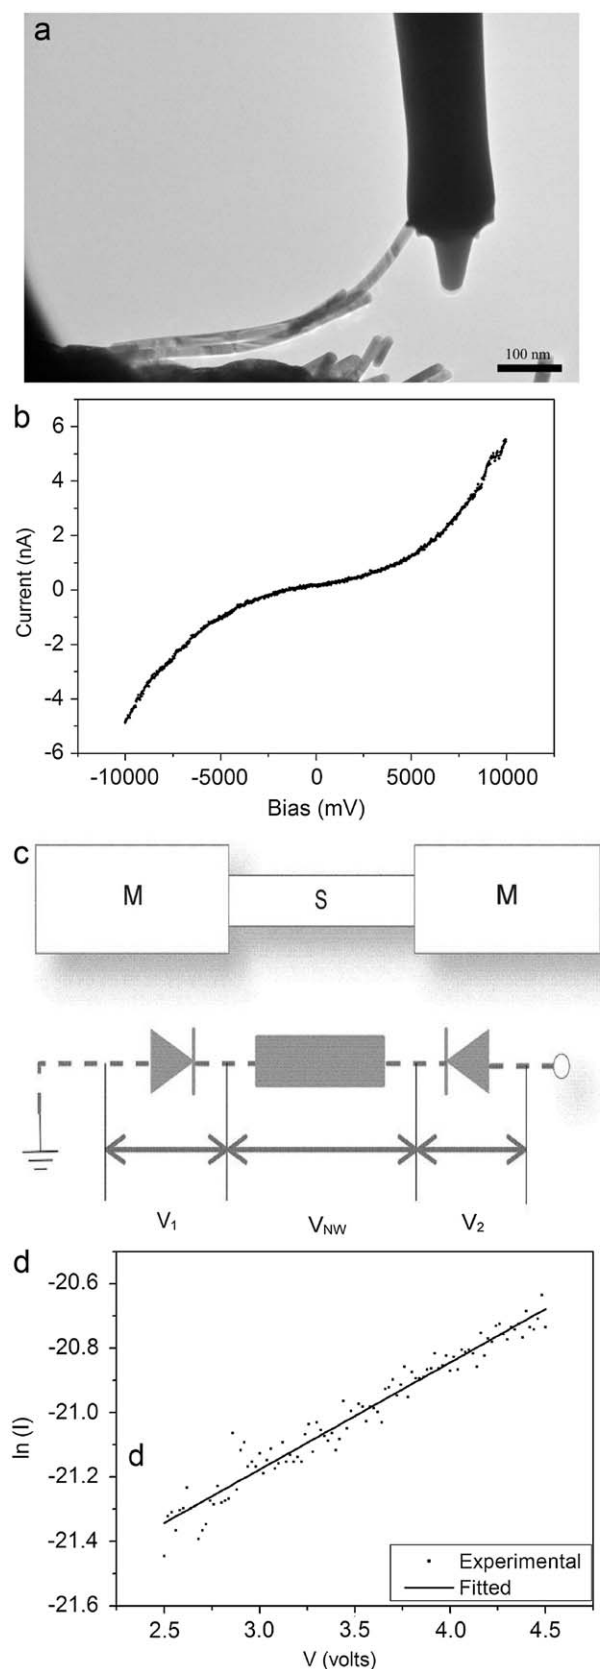 a
100 nm
b
6
4
2
0
-2
-4
-6
Current (nA)
-10000 -5000 0 5000 10000
Bias (mV)
c
M S M
V₁ V_NW V₂
d
-20.6
-20.8
-21.0
-21.2
-21.4
-21.6
ln (I)
d
Experimental
Fitted
2.5 3.0 3.5 4.0 4.5
V (volts)